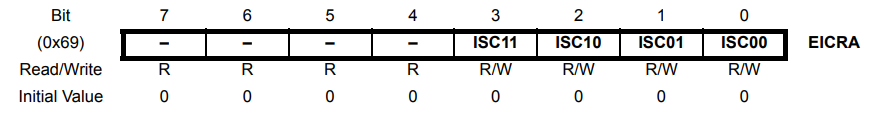 Bit 7 6 5 4 3 2 1 0
(0x69) – – – – ISC11 ISC10 ISC01 ISC00 EICRA
Read/Write R R R R R/W R/W R/W R/W
Initial Value 0 0 0 0 0 0 0 0